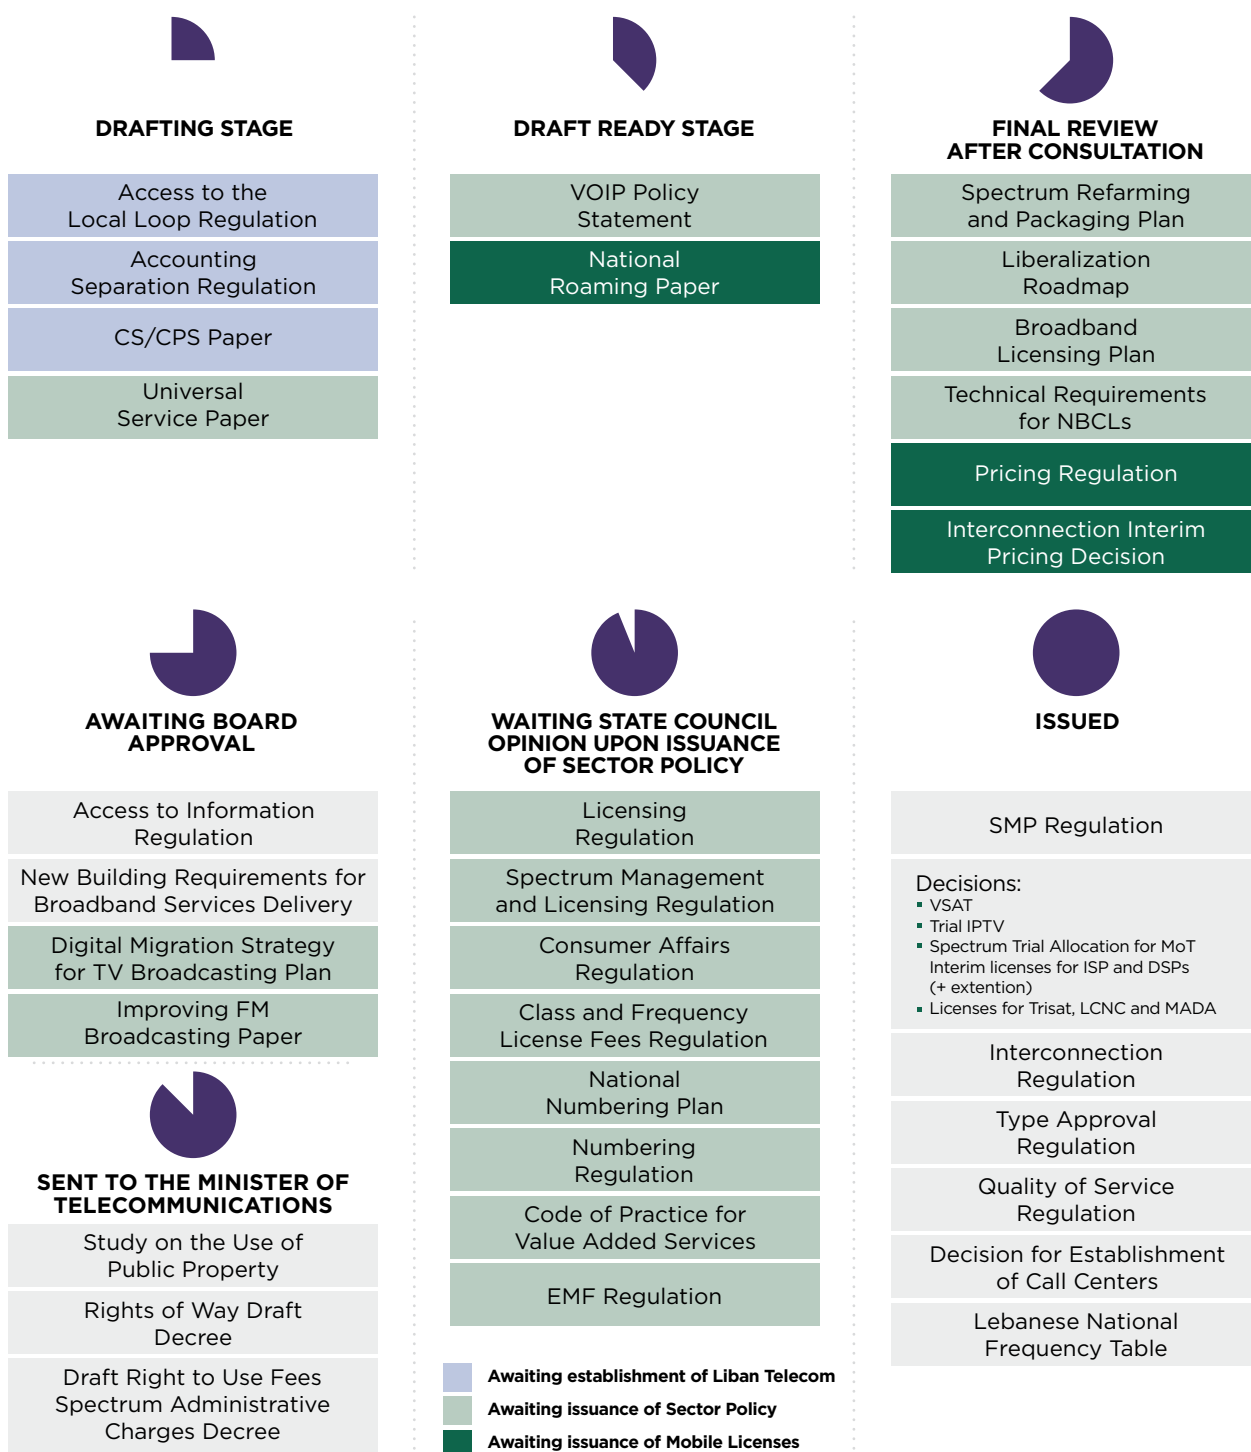 DRAFTING STAGE
Access to the
Local Loop Regulation
Accounting
Separation Regulation
CS/CPS Paper
Universal
Service Paper
DRAFT READY STAGE
VOIP Policy
Statement
National
Roaming Paper
FINAL REVIEW
AFTER CONSULTATION
Spectrum Refarming
and Packaging Plan
Liberalization
Roadmap
Broadband
Licensing Plan
Technical Requirements
for NBCLs
Pricing Regulation
Interconnection Interim
Pricing Decision
AWAITING BOARD
APPROVAL
Access to Information
Regulation
New Building Requirements for
Broadband Services Delivery
Digital Migration Strategy
for TV Broadcasting Plan
Improving FM
Broadcasting Paper
SENT TO THE MINISTER OF
TELECOMMUNICATIONS
Study on the Use of
Public Property
Rights of Way Draft
Decree
Draft Right to Use Fees
Spectrum Administrative
Charges Decree
WAITING STATE COUNCIL
OPINION UPON ISSUANCE
OF SECTOR POLICY
Licensing
Regulation
Spectrum Management
and Licensing Regulation
Consumer Affairs
Regulation
Class and Frequency
License Fees Regulation
National
Numbering Plan
Numbering
Regulation
Code of Practice for
Value Added Services
EMF Regulation
Awaiting establishment of Liban Telecom
Awaiting issuance of Sector Policy
Awaiting issuance of Mobile Licenses
ISSUED
SMP Regulation
Decisions:
▪ VSAT
▪ Trial IPTV
▪ Spectrum Trial Allocation for MoT
Interim licenses for ISP and DSPs
(+ extention)
▪ Licenses for Trisat, LCNC and MADA
Interconnection
Regulation
Type Approval
Regulation
Quality of Service
Regulation
Decision for Establishment
of Call Centers
Lebanese National
Frequency Table